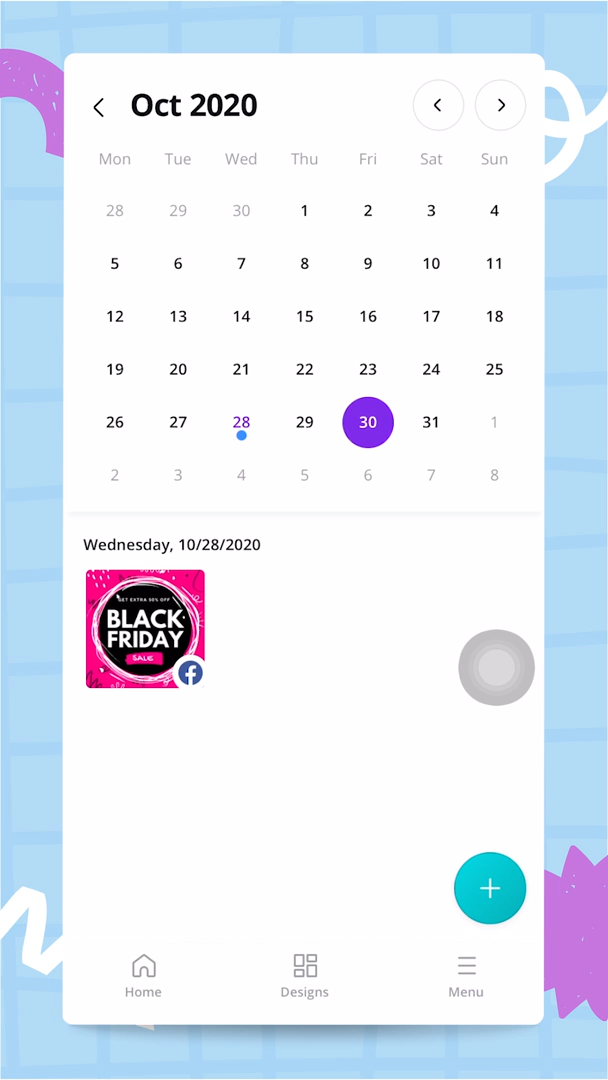 Oct 2020
Mon Tue Wed Thu Fri Sat Sun
28 29 30 1 2 3 4
5 6 7 8 9 10 11
12 13 14 15 16 17 18
19 20 21 22 23 24 25
26 27 28 29 30 31 1
2 3 4 5 6 7 8
Wednesday, 10/28/2020
GET EXTRA 50% OFF
BLACK
FRIDAY
SALE
Home Designs Menu